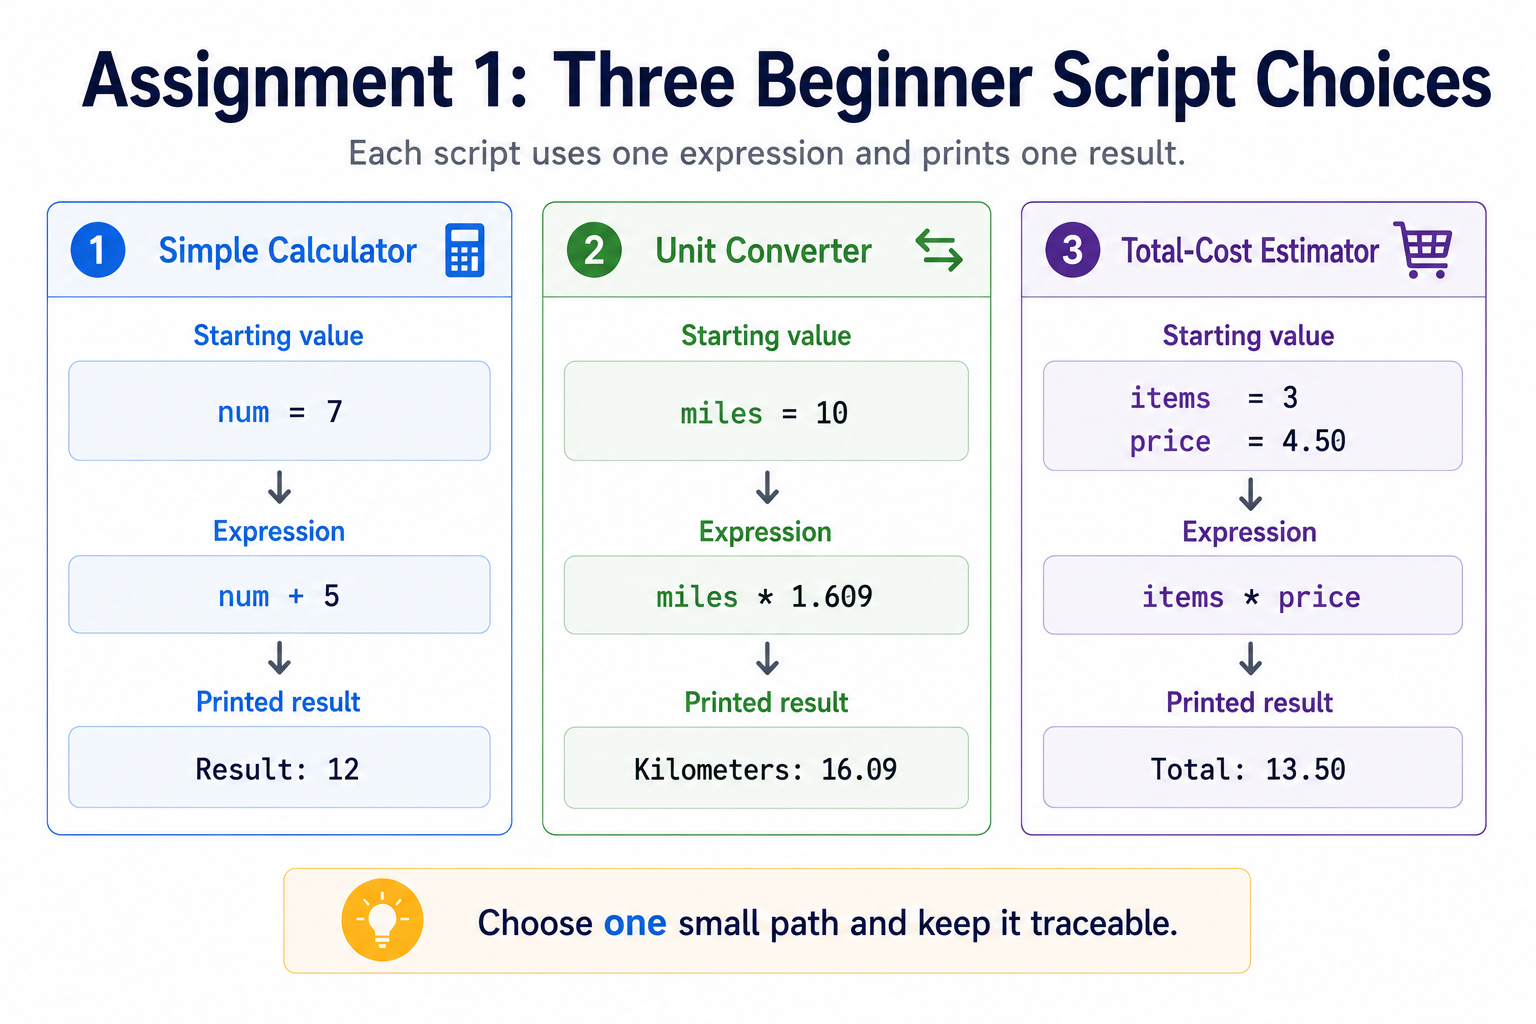 Assignment 1: Three Beginner Script Choices
Each script uses one expression and prints one result.
1 Simple Calculator
Starting value
num = 7
Expression
num + 5
Printed result
Result: 12
2 Unit Converter
Starting value
miles = 10
Expression
miles * 1.609
Printed result
Kilometers: 16.09
3 Total-Cost Estimator
Starting value
items = 3
price = 4.50
Expression
items * price
Printed result
Total: 13.50
Choose one small path and keep it traceable.